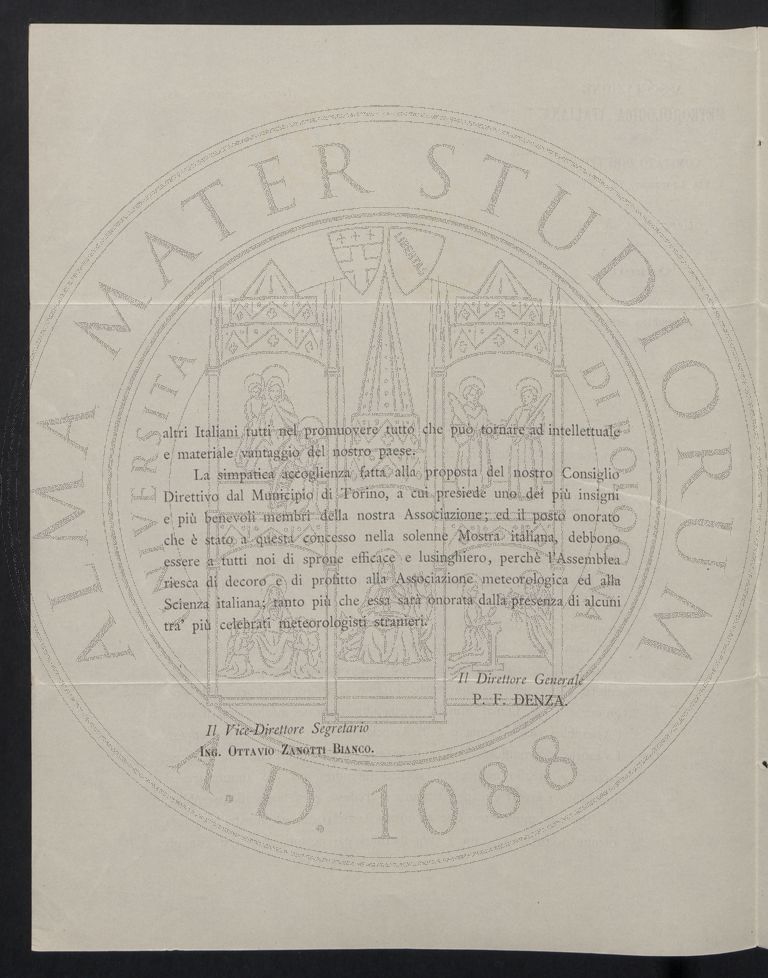 altri Italiani tutti nel promuovere tutto che può tornare ad intellettuale
e materiale vantaggio del nostro paese.
La simpatica accoglienza fatta alla proposta del nostro Consiglio
Direttivo dal Municipio di Torino, a cui presiede uno dei più insigni
e più benevoli membri della nostra Associazione; ed il posto onorato
che è stato a questa concesso nella solenne Mostra italiana, debbono
essere a tutti noi di sprone efficace e lusinghiero, perchè l'Assemblea
riesca di decoro e di profitto alla Associazione meteorologica ed alla
Scienza italiana; tanto più che essa sarà onorata dalla presenza di alcuni
tra' più celebrati meteorologisti stranieri.
Il Direttore Generale
P. F. DENZA.
Il Vice-Direttore Segretario
ING. OTTAVIO ZANOTTI BIANCO.
ALMA MATER STUDIORUM
A.D. 1088
LIBERTAS